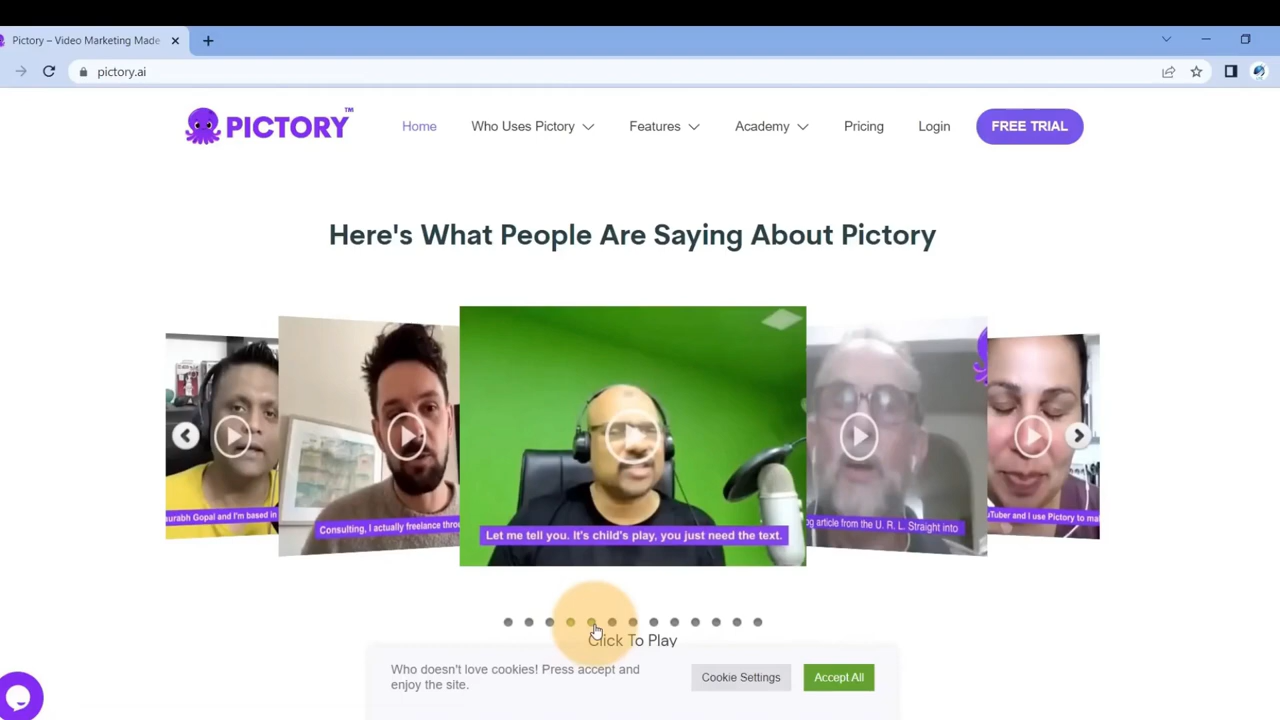 Pictory – Video Marketing Made
pictory.ai
PICTORY™
Home
Who Uses Pictory
Features
Academy
Pricing
Login
FREE TRIAL
Here's What People Are Saying About Pictory
urabh Gopal and I'm based in
Consulting, I actually freelance throu
Let me tell you. It's child's play, you just need the text.
og article from the U. R. L. Straight into
uTuber and I use Pictory to mal
Click To Play
Who doesn't love cookies! Press accept and
enjoy the site.
Cookie Settings
Accept All